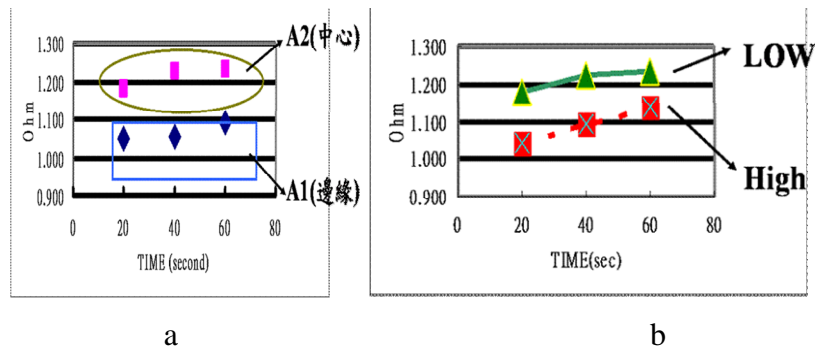 A2(中心)
1.300
1.200
1.100
1.000
0.900
Ohm
0 20 40 60 80
TIME (second)
A1(邊緣)
a
LOW
1.300
1.200
1.100
1.000
0.900
Ohm
High
0 20 40 60 80
TIME(sec)
b